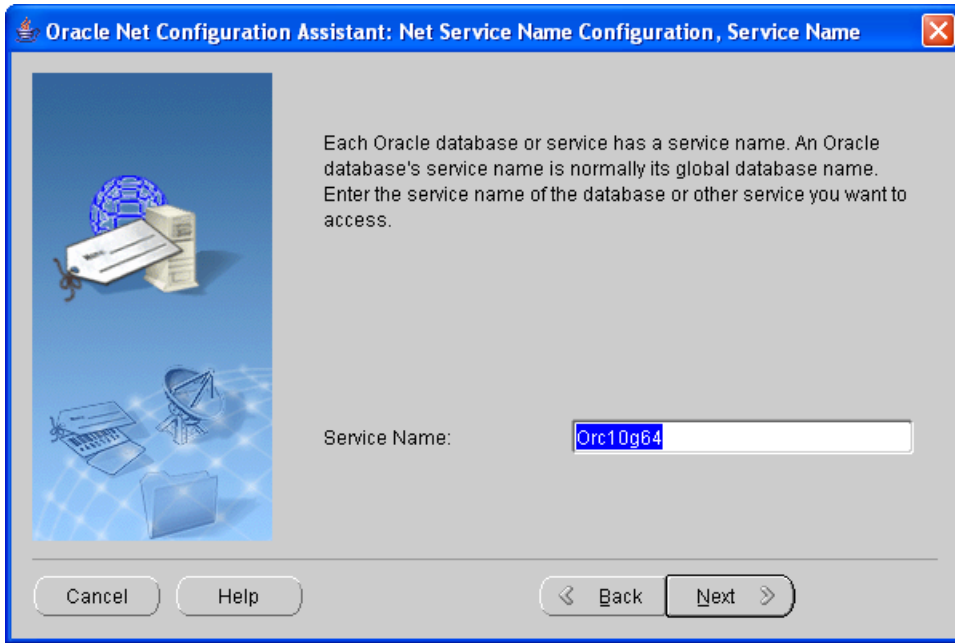 Oracle Net Configuration Assistant: Net Service Name Configuration, Service Name
Each Oracle database or service has a service name. An Oracle
database's service name is normally its global database name.
Enter the service name of the database or other service you want to
access.
Service Name:
Orc10g64
Cancel
Help
Back
Next